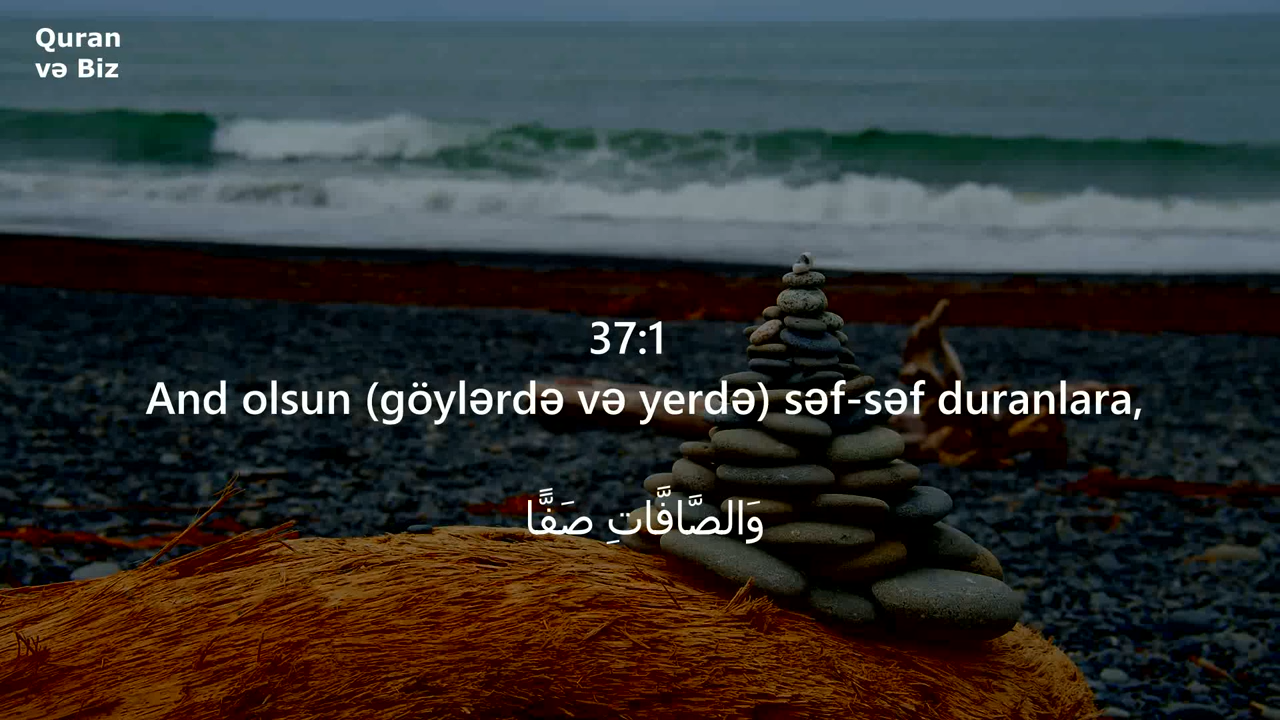 Quran
və Biz
37:1
And olsun (göylərdə və yerdə) səf-səf duranlara,
وَالصَّافَّاتِ صَفًّا